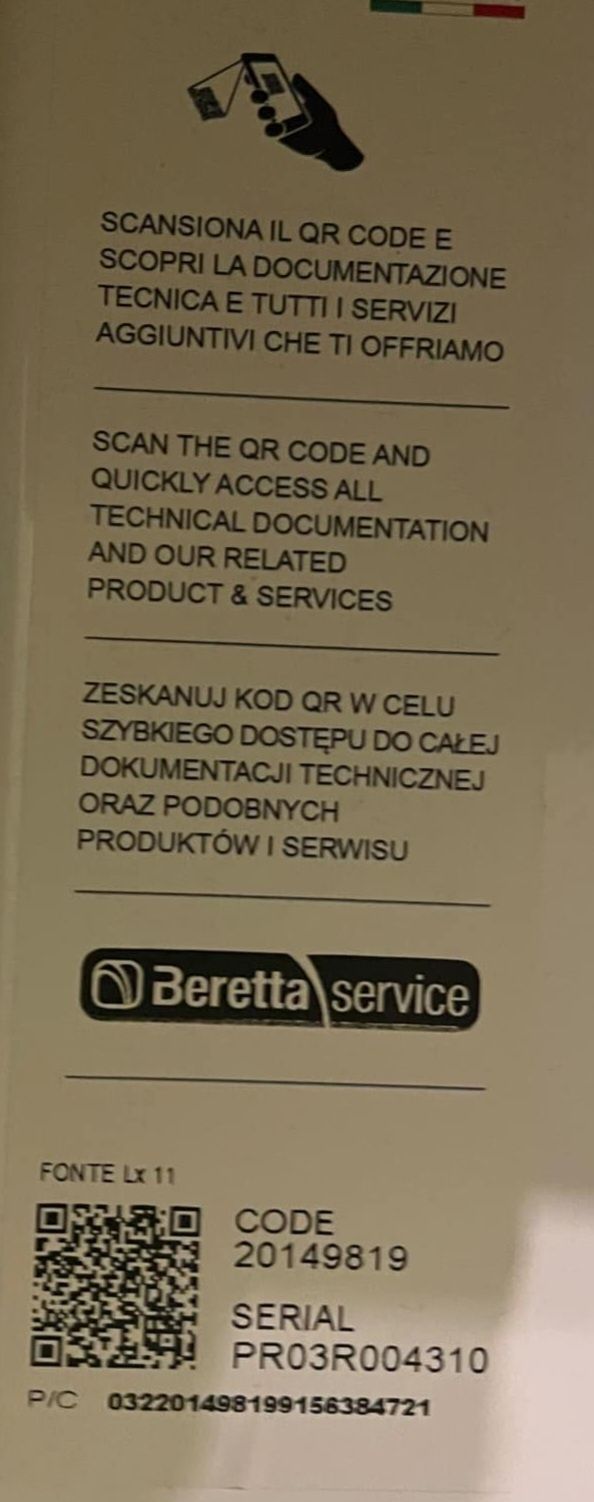 SCANSIONA IL QR CODE E
SCOPRI LA DOCUMENTAZIONE
TECNICA E TUTTI I SERVIZI
AGGIUNTIVI CHE TI OFFRIAMO
SCAN THE QR CODE AND
QUICKLY ACCESS ALL
TECHNICAL DOCUMENTATION
AND OUR RELATED
PRODUCT & SERVICES
ZESKANUJ KOD QR W CELU
SZYBKIEGO DOSTĘPU DO CAŁEJ
DOKUMENTACJI TECHNICZNEJ
ORAZ PODOBNYCH
PRODUKTÓW I SERWISU
Beretta service
FONTE Lx 11
CODE
20149819
SERIAL
PR03R004310
P/C 032201498199156384721